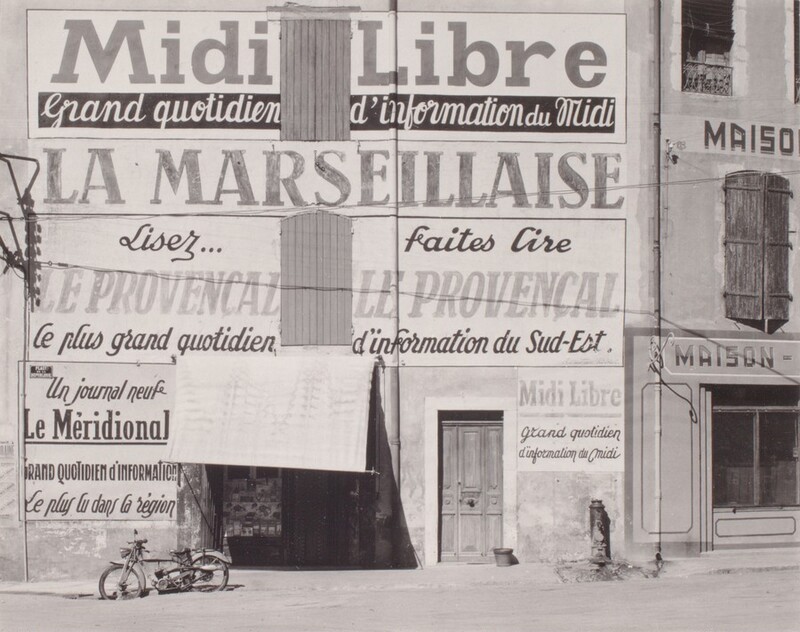 Midi Libre
Grand quotidien d'information du Midi
LA MARSEILLAISE
Lisez... faites lire
LE PROVENÇAL LE PROVENÇAL
le plus grand quotidien d'information du Sud-Est.
Un journal neuf
Le Méridional
GRAND QUOTIDIEN d'INFORMATION
Le plus lu dans la région
Midi Libre
Grand quotidien
d'information du Midi
MAISO
MAISON -